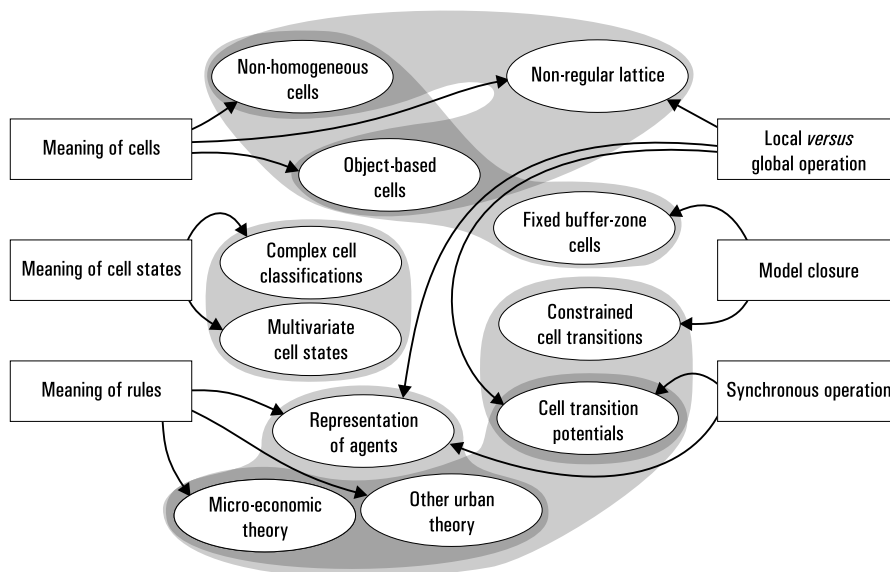 Non-homogeneous
cells
Non-regular lattice
Meaning of cells
Local versus
global operation
Object-based
cells
Fixed buffer-zone
cells
Complex cell
classifications
Meaning of cell states
Model closure
Multivariate
cell states
Constrained
cell transitions
Meaning of rules
Synchronous operation
Representation
of agents
Cell transition
potentials
Micro-economic
theory
Other urban
theory